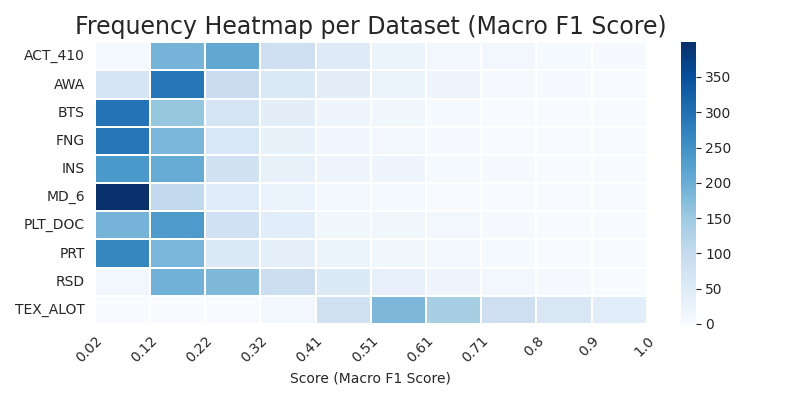 Frequency Heatmap per Dataset (Macro F1 Score)
ACT_410
AWA
BTS
FNG
INS
MD_6
PLT_DOC
PRT
RSD
TEX_ALOT
0.02 0.12 0.22 0.32 0.41 0.51 0.61 0.71 0.8 0.9 1.0
Score (Macro F1 Score)
350
300
250
200
150
100
50
0